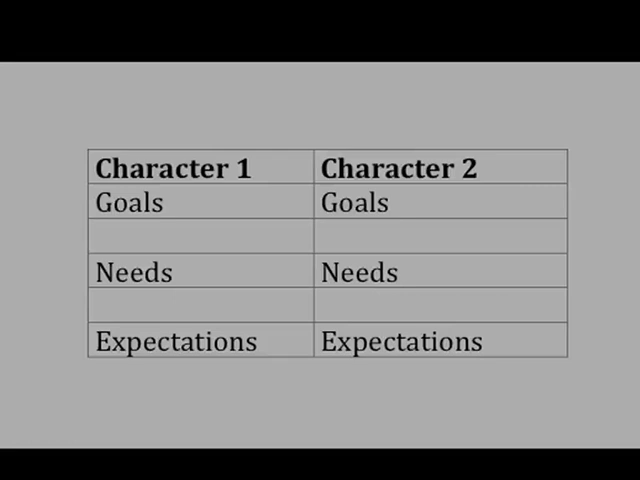 Character 1 Character 2
Goals Goals
Needs Needs
Expectations Expectations